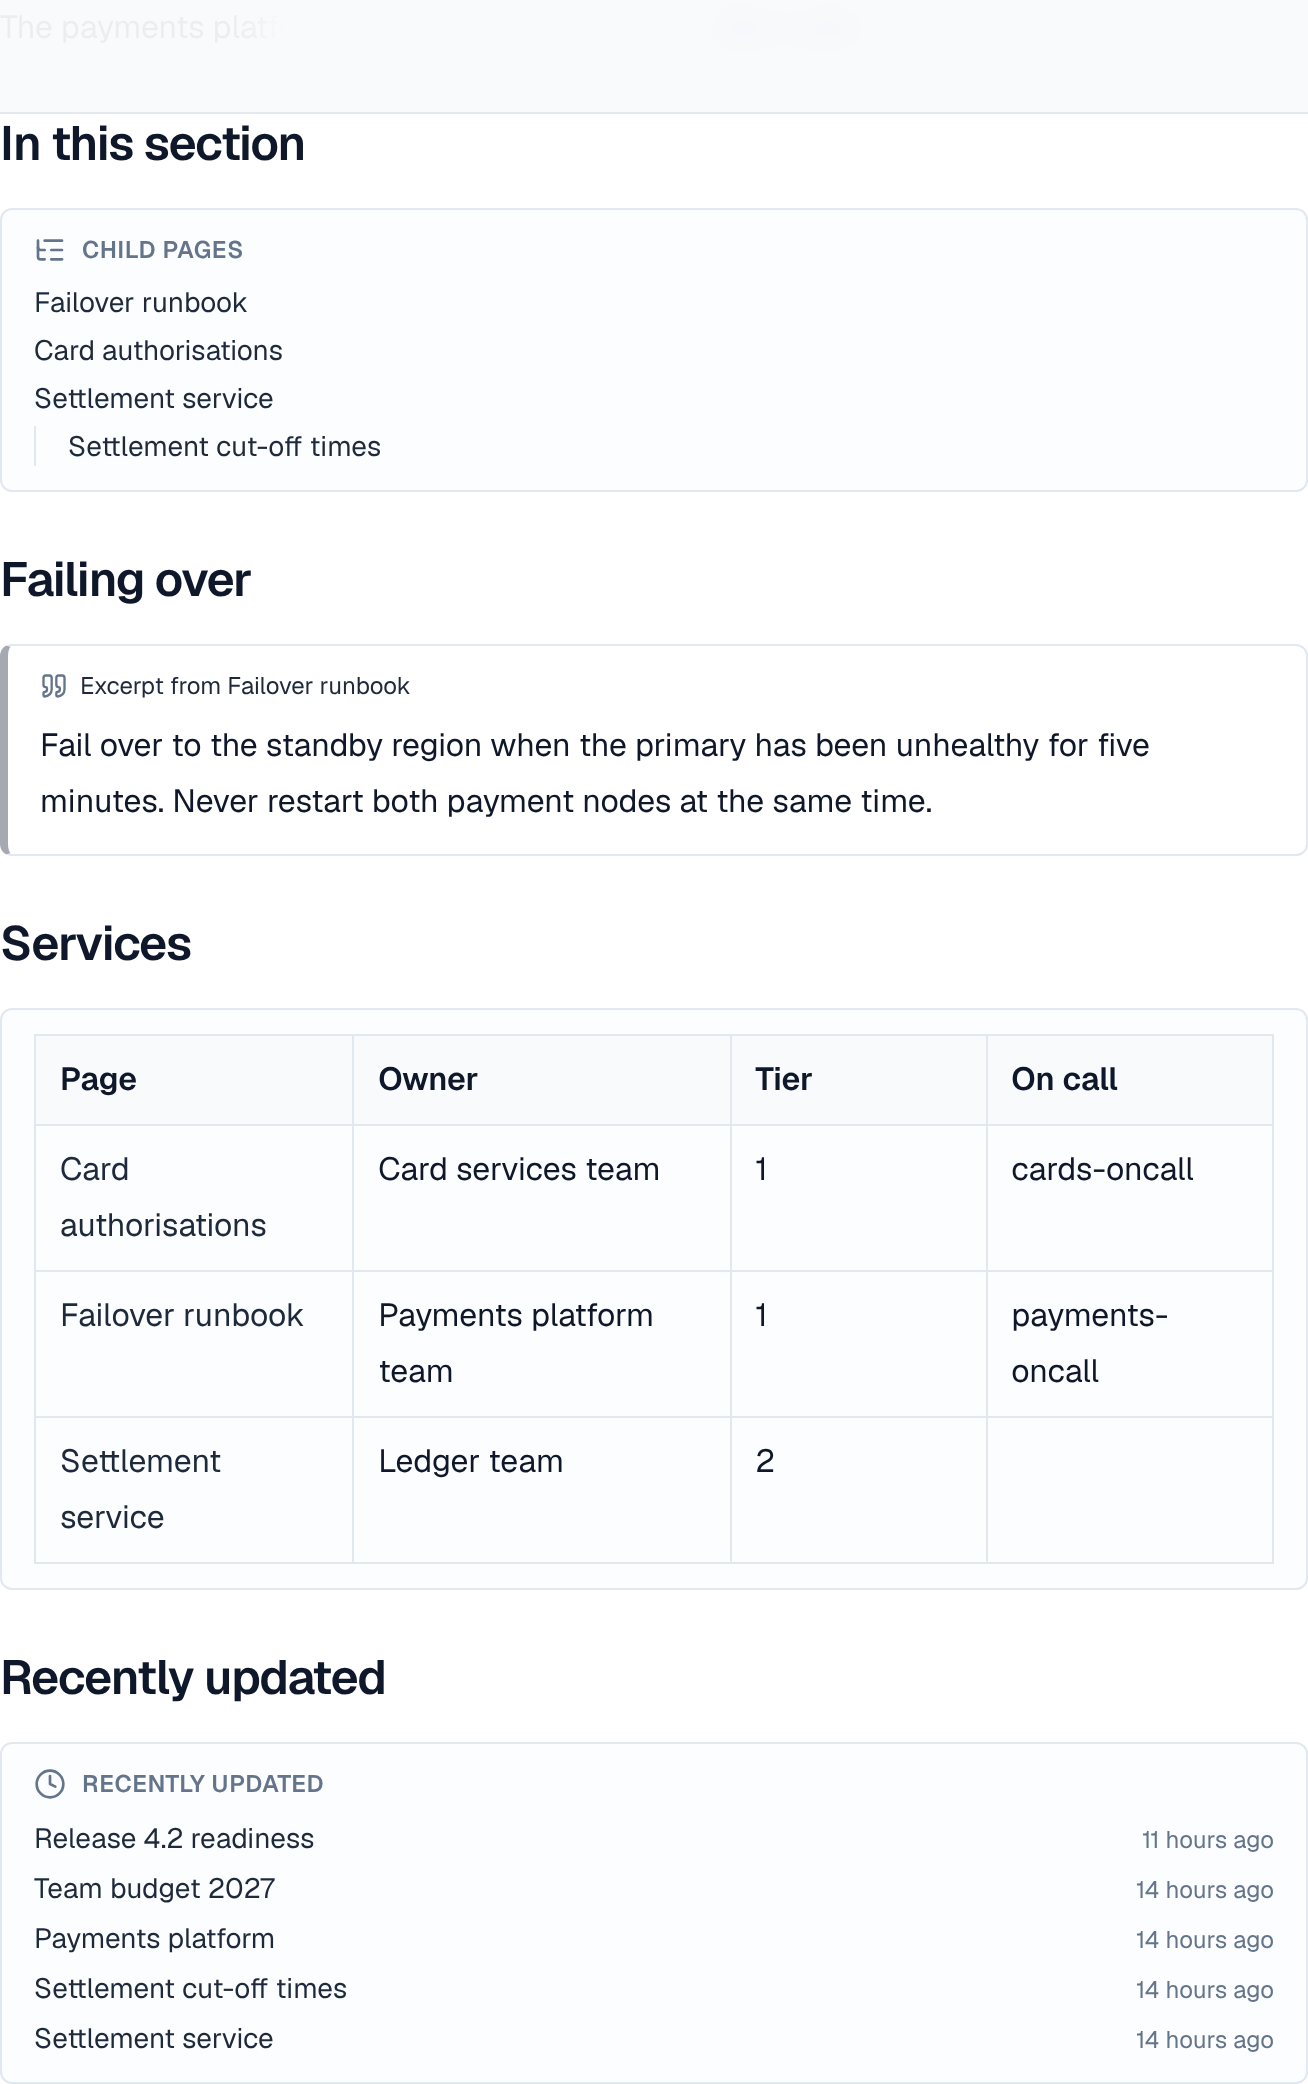 The payments platf
In this section
CHILD PAGES
Failover runbook
Card authorisations
Settlement service
Settlement cut-off times
Failing over
Excerpt from Failover runbook
Fail over to the standby region when the primary has been unhealthy for five
minutes. Never restart both payment nodes at the same time.
Services
Page Owner Tier On call
Card Card services team 1 cards-oncall
authorisations
Failover runbook Payments platform 1 payments-
team oncall
Settlement Ledger team 2
service
Recently updated
RECENTLY UPDATED
Release 4.2 readiness 11 hours ago
Team budget 2027 14 hours ago
Payments platform 14 hours ago
Settlement cut-off times 14 hours ago
Settlement service 14 hours ago